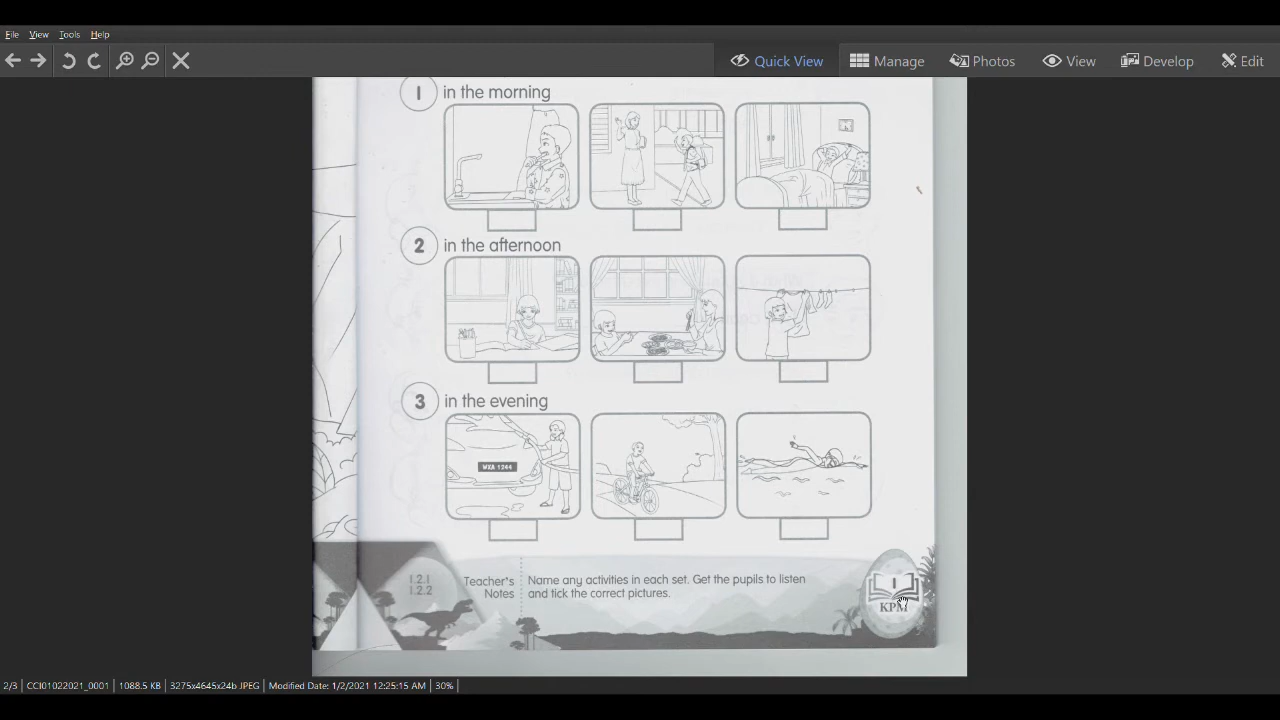 File View Tools Help
Quick View Manage Photos View Develop Edit
1 in the morning
2 in the afternoon
3 in the evening
WXA 1344
1.2.1
1.2.2
Teacher's
Notes
Name any activities in each set. Get the pupils to listen
and tick the correct pictures.
1
KPM
2/3 CCI01022021_0001 1088.5 KB 3275x4645x24b JPEG Modified Date: 1/2/2021 12:25:15 AM 30%